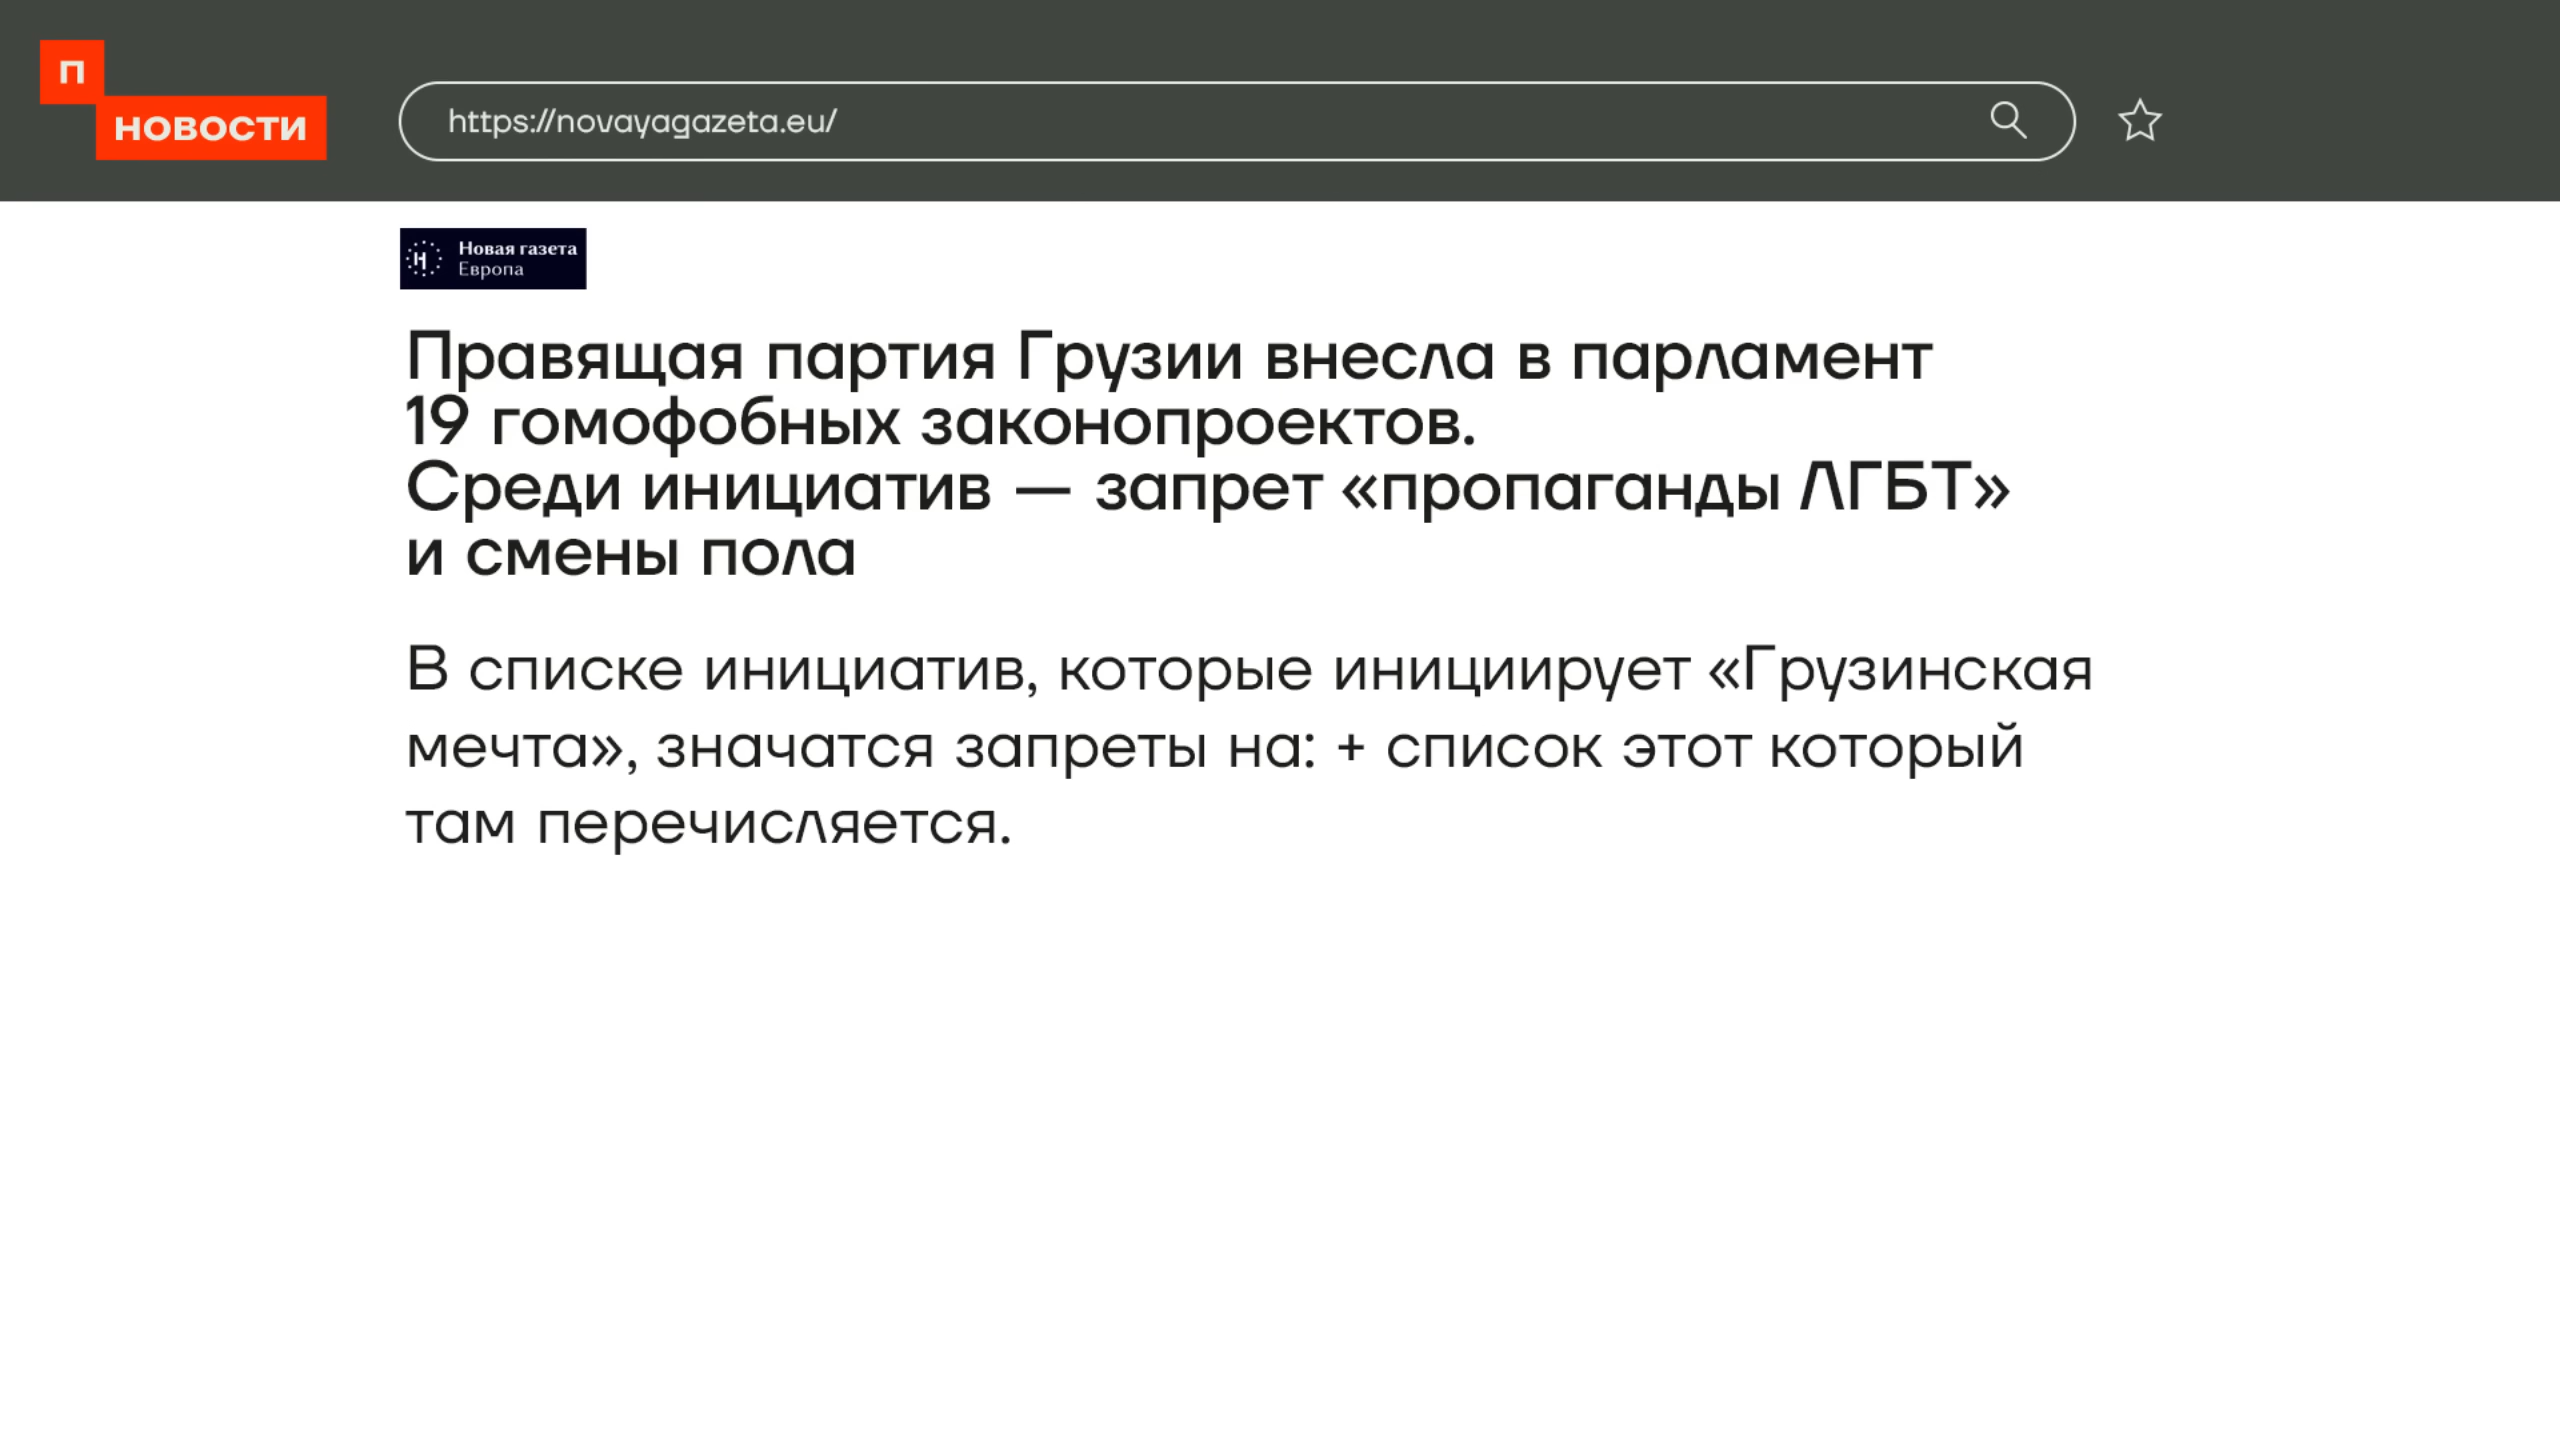 П
НОВОСТИ
https://novayagazeta.eu/
Новая газета
Европа
Правящая партия Грузии внесла в парламент
19 гомофобных законопроектов.
Среди инициатив — запрет «пропаганды ЛГБТ»
и смены пола
В списке инициатив, которые инициирует «Грузинская
мечта», значатся запреты на: + список этот который
там перечисляется.